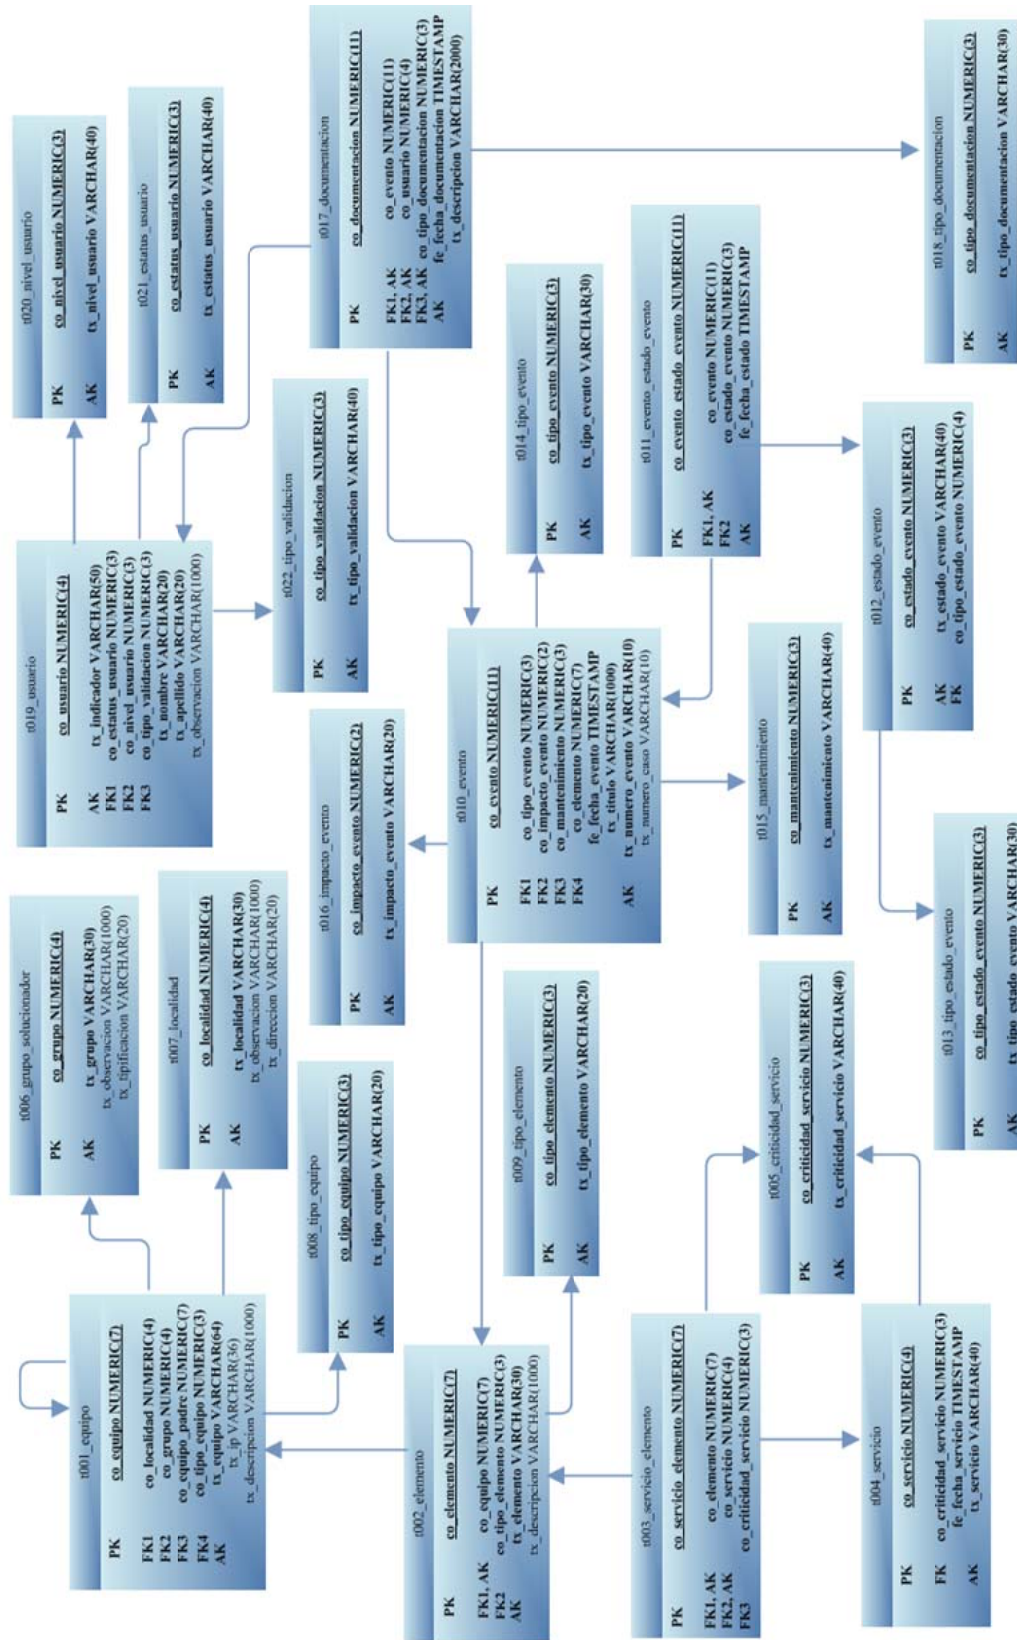 t001_equipo
PK co_equipo NUMERIC(7)
FK1 co_localidad NUMERIC(4)
FK2 co_grupo NUMERIC(4)
FK3 co_equipo_padre NUMERIC(7)
FK4 co_tipo_equipo NUMERIC(3)
AK tx_equipo VARCHAR(64)
tx_ip VARCHAR(36)
tx_descripcion VARCHAR(1000)
t006_grupo_solucionador
PK co_grupo NUMERIC(4)
AK tx_grupo VARCHAR(30)
tx_observacion VARCHAR(1000)
tx_tipificacion VARCHAR(20)
t007_localidad
PK co_localidad NUMERIC(4)
AK tx_localidad VARCHAR(30)
tx_observacion VARCHAR(1000)
tx_direccion VARCHAR(20)
t008_tipo_equipo
PK co_tipo_equipo NUMERIC(3)
AK tx_tipo_equipo VARCHAR(20)
t019_usuario
PK co_usuario NUMERIC(4)
AK tx_indicador VARCHAR(50)
FK1 co_estatus_usuario NUMERIC(3)
FK2 co_nivel_usuario NUMERIC(3)
FK3 co_tipo_validacion NUMERIC(3)
tx_nombre VARCHAR(20)
tx_apellido VARCHAR(20)
tx_observacion VARCHAR(1000)
t020_nivel_usuario
PK co_nivel_usuario NUMERIC(3)
AK tx_nivel_usuario VARCHAR(40)
t021_estatus_usuario
PK co_estatus_usuario NUMERIC(3)
AK tx_estatus_usuario VARCHAR(40)
t022_tipo_validacion
PK co_tipo_validacion NUMERIC(3)
AK tx_tipo_validacion VARCHAR(40)
t016_impacto_evento
PK co_impacto_evento NUMERIC(2)
AK tx_impacto_evento VARCHAR(20)
t017_documentacion
PK co_documentacion NUMERIC(11)
FK1, AK co_evento NUMERIC(11)
FK2, AK co_usuario NUMERIC(4)
FK3, AK co_tipo_documentacion NUMERIC(3)
AK fe_fecha_documentacion TIMESTAMP
tx_descripcion VARCHAR(2000)
t002_elemento
PK co_elemento NUMERIC(7)
FK1, AK co_equipo NUMERIC(7)
FK2 co_tipo_elemento NUMERIC(3)
AK tx_elemento VARCHAR(30)
tx_descripcion VARCHAR(1000)
t009_tipo_elemento
PK co_tipo_elemento NUMERIC(3)
AK tx_tipo_elemento VARCHAR(20)
t010_evento
PK co_evento NUMERIC(11)
FK1 co_tipo_evento NUMERIC(3)
FK2 co_impacto_evento NUMERIC(2)
FK3 co_mantenimiento NUMERIC(3)
FK4 co_elemento NUMERIC(7)
fe_fecha_evento TIMESTAMP
tx_titulo VARCHAR(1000)
AK tx_numero_evento VARCHAR(10)
tx_numero_caso VARCHAR(10)
t014_tipo_evento
PK co_tipo_evento NUMERIC(3)
AK tx_tipo_evento VARCHAR(30)
t011_evento_estado_evento
PK co_evento_estado_evento NUMERIC(11)
FK1, AK co_evento NUMERIC(11)
FK2 co_estado_evento NUMERIC(3)
AK fe_fecha_estado TIMESTAMP
t003_servicio_elemento
PK co_servicio_elemento NUMERIC(7)
FK1, AK co_elemento NUMERIC(7)
FK2, AK co_servicio NUMERIC(4)
FK3 co_criticidad_servicio NUMERIC(3)
t005_criticidad_servicio
PK co_criticidad_servicio NUMERIC(3)
AK tx_criticidad_servicio VARCHAR(40)
t015_mantenimiento
PK co_mantenimiento NUMERIC(3)
AK tx_mantenimiento VARCHAR(40)
t004_servicio
PK co_servicio NUMERIC(4)
FK co_criticidad_servicio NUMERIC(3)
fe_fecha_servicio TIMESTAMP
AK tx_servicio VARCHAR(40)
t012_estado_evento
PK co_estado_evento NUMERIC(3)
AK tx_estado_evento VARCHAR(40)
FK co_tipo_estado_evento NUMERIC(4)
t013_tipo_estado_evento
PK co_tipo_estado_evento NUMERIC(3)
AK tx_tipo_estado_evento VARCHAR(30)
t018_tipo_documentacion
PK co_tipo_documentacion NUMERIC(3)
AK tx_tipo_documentacion VARCHAR(30)